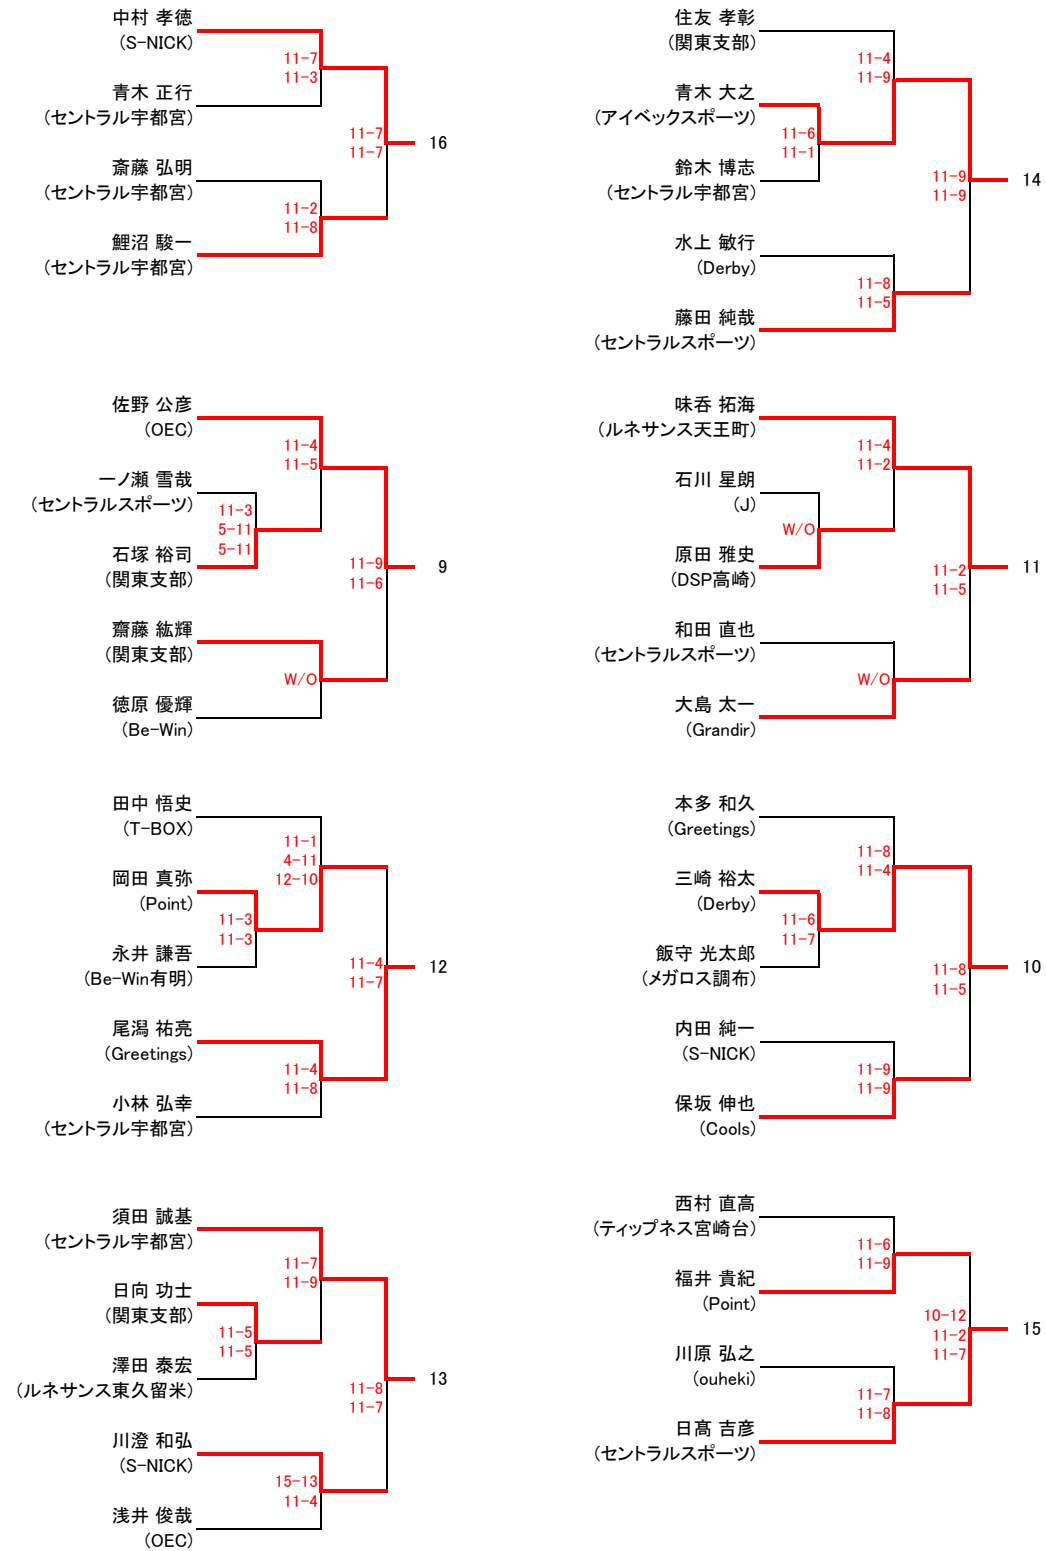 中村 孝徳
(S-NICK)
11-7
11-3
青木 正行
(セントラル宇都宮)
11-7
11-7
16
斎藤 弘明
(セントラル宇都宮)
11-2
11-8
鯉沼 駿一
(セントラル宇都宮)
住友 孝彰
(関東支部)
11-4
11-9
青木 大之
(アイベックスポーツ)
11-6
11-1
鈴木 博志
(セントラル宇都宮)
11-9
11-9
14
水上 敏行
(Derby)
11-8
11-5
藤田 純哉
(セントラルスポーツ)
佐野 公彦
(OEC)
11-4
11-5
一ノ瀬 雪哉
(セントラルスポーツ)
11-3
5-11
5-11
石塚 裕司
(関東支部)
11-9
11-6
9
齋藤 紘輝
(関東支部)
W/O
徳原 優輝
(Be-Win)
味呑 拓海
(ルネサンス天王町)
11-4
11-2
石川 星朗
(J)
W/O
原田 雅史
(DSP高崎)
11-2
11-5
11
和田 直也
(セントラルスポーツ)
W/O
大島 太一
(Grandir)
田中 悟史
(T-BOX)
11-1
4-11
12-10
岡田 真弥
(Point)
11-3
11-3
永井 謙吾
(Be-Win有明)
11-4
11-7
12
尾潟 祐亮
(Greetings)
11-4
11-8
小林 弘幸
(セントラル宇都宮)
本多 和久
(Greetings)
11-8
11-4
三崎 裕太
(Derby)
11-6
11-7
飯守 光太郎
(メガロス調布)
11-8
11-5
10
内田 純一
(S-NICK)
11-9
11-9
保坂 伸也
(Cools)
須田 誠基
(セントラル宇都宮)
11-7
11-9
日向 功士
(関東支部)
11-5
11-5
澤田 泰宏
(ルネサンス東久留米)
11-8
11-7
13
川澄 和弘
(S-NICK)
15-13
11-4
浅井 俊哉
(OEC)
西村 直高
(ティップネス宮崎台)
11-6
11-9
福井 貴紀
(Point)
10-12
11-2
11-7
15
川原 弘之
(ouheki)
11-7
11-8
日髙 吉彦
(セントラルスポーツ)